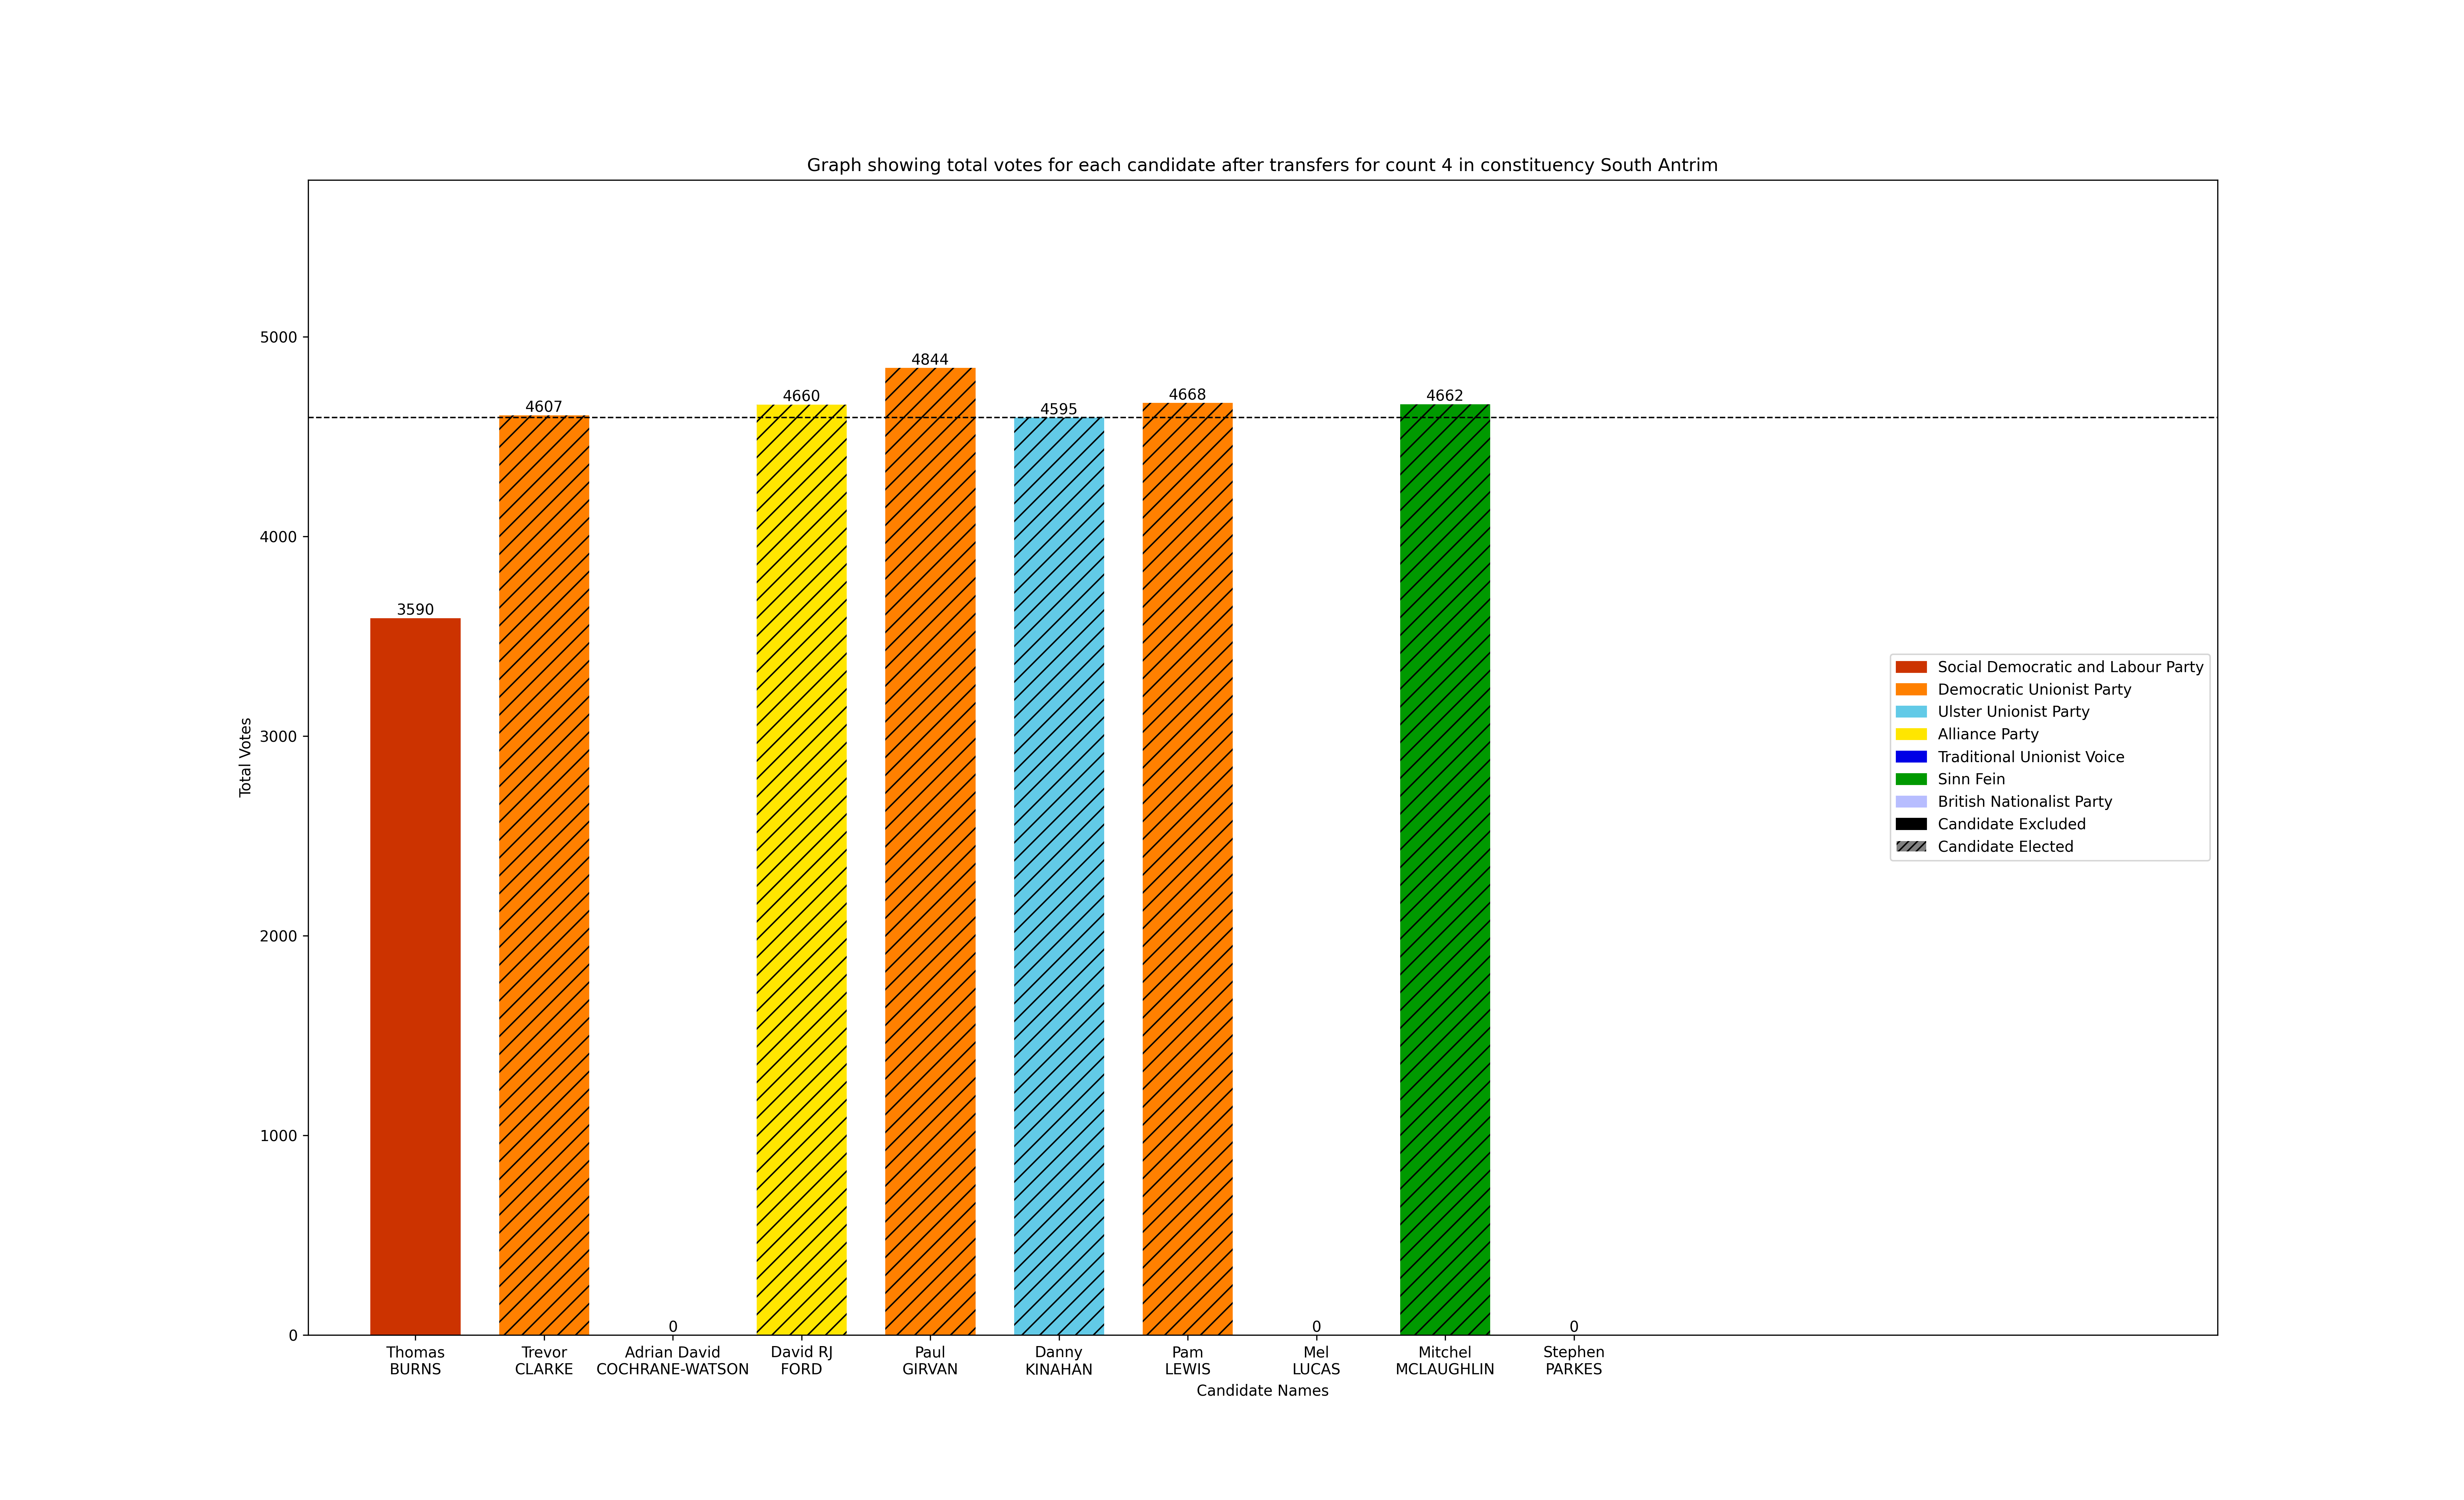 Graph showing total votes for each candidate after transfers for count 4 in constituency South Antrim
Total Votes
5000
4000
3000
2000
1000
0
3590
4607
0
4660
4844
4595
4668
0
4662
0
Social Democratic and Labour Party
Democratic Unionist Party
Ulster Unionist Party
Alliance Party
Traditional Unionist Voice
Sinn Fein
British Nationalist Party
Candidate Excluded
Candidate Elected
Thomas
BURNS
Trevor
CLARKE
Adrian David
COCHRANE-WATSON
David RJ
FORD
Paul
GIRVAN
Danny
KINAHAN
Pam
LEWIS
Mel
LUCAS
Mitchel
MCLAUGHLIN
Stephen
PARKES
Candidate Names